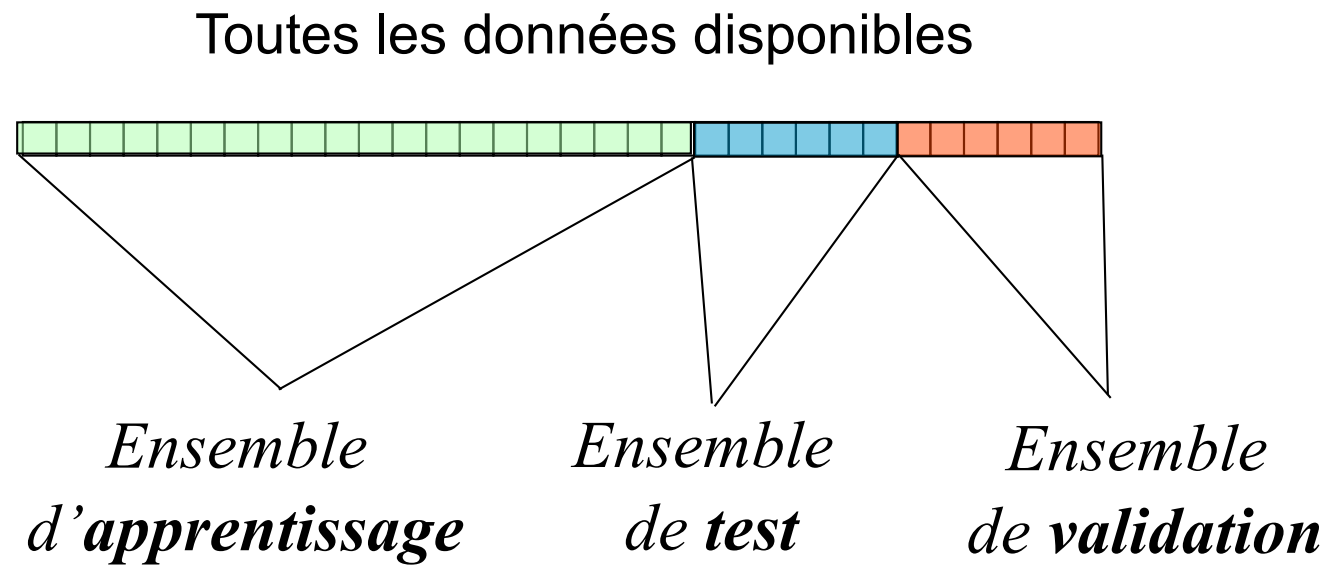 Toutes les données disponibles
Ensemble
d’apprentissage
Ensemble
de test
Ensemble
de validation